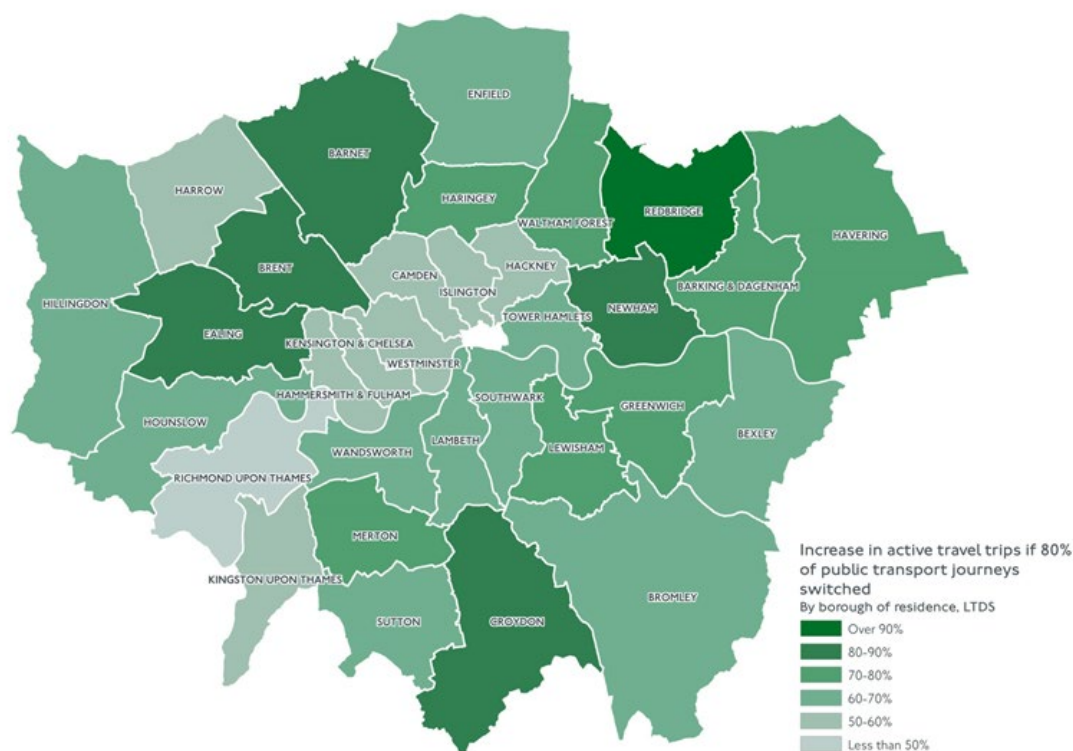 ENFIELD
BARNET
HARROW
HARINGEY
WALTHAM FOREST
REDBRIDGE
HAVERING
BRENT
CAMDEN
ISLINGTON
HACKNEY
BARKING & DAGENHAM
HILLINGDON
EALING
NEWHAM
TOWER HAMLETS
KENSINGTON & CHELSEA
WESTMINSTER
HAMMERSMITH & FULHAM
SOUTHWARK
GREENWICH
HOUNSLOW
BEXLEY
LAMBETH
WANDSWORTH
LEWISHAM
RICHMOND UPON THAMES
MERTON
KINGSTON UPON THAMES
SUTTON
CROYDON
BROMLEY
Increase in active travel trips if 80%
of public transport journeys
switched
By borough of residence, LTDS
Over 90%
80-90%
70-80%
60-70%
50-60%
Less than 50%